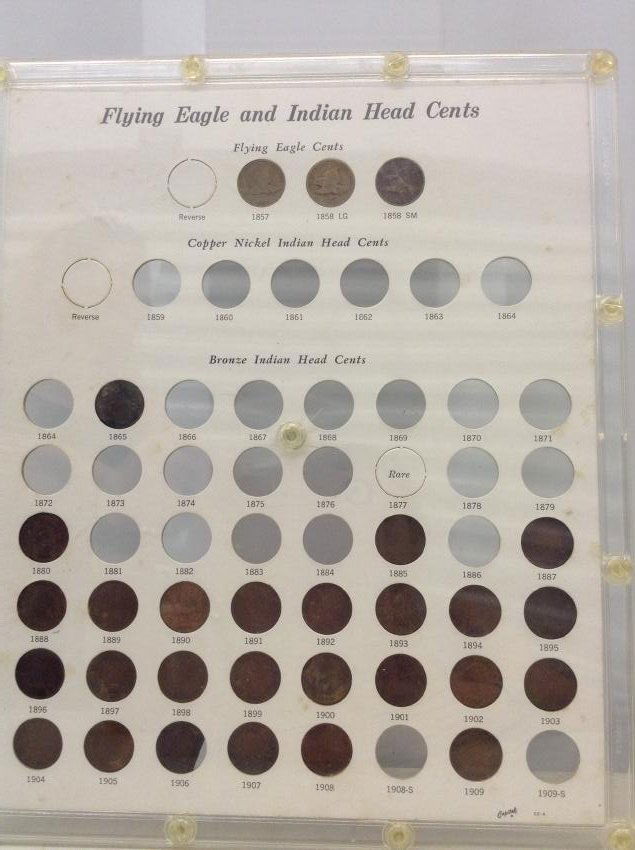 Flying Eagle and Indian Head Cents
Flying Eagle Cents
Reverse 1857 1858 LG 1858 SM
Copper Nickel Indian Head Cents
Reverse 1859 1860 1861 1862 1863 1864
Bronze Indian Head Cents
1864 1865 1866 1867 1868 1869 1870 1871
Rare
1872 1873 1874 1875 1876 1877 1878 1879
1880 1881 1882 1883 1884 1885 1886 1887
1888 1889 1890 1891 1892 1893 1894 1895
1896 1897 1898 1899 1900 1901 1902 1903
1904 1905 1906 1907 1908 1908-S 1909 1909-S
Capital